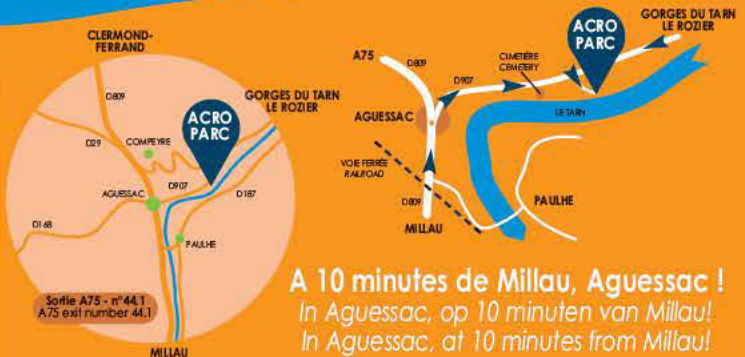 CLERMOND-
FERRAND
D809
D29
COMPEYRE
ACRO
PARC
GORGES DU TARN
LE ROZIER
AGUESSAC
D907
D187
D168
PAULHE
Sortie A75 - n°44.1
A75 exit number 44.1
MILLAU
A75
D809
D907
CIMETIÈRE
CEMETERY
ACRO
PARC
GORGES DU TARN
LE ROZIER
AGUESSAC
LE TARN
VOIE FERRÉE
RAILROAD
D809
PAULHE
MILLAU
A 10 minutes de Millau, Aguessac !
In Aguessac, op 10 minuten van Millau!
In Aguessac, at 10 minutes from Millau!